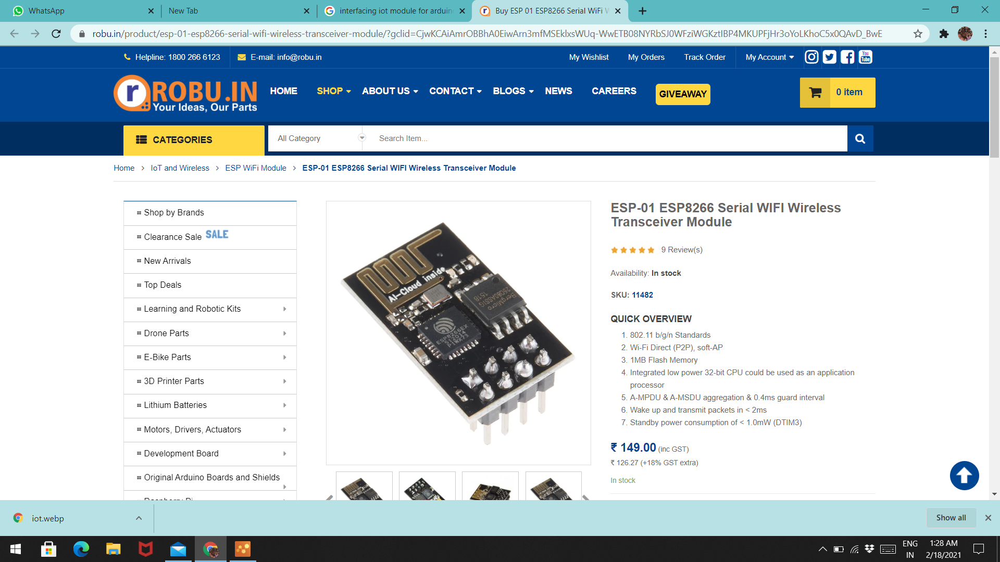 WhatsApp
New Tab
interfacing iot module for arduin
Buy ESP 01 ESP8266 Serial WiFi W
robu.in/product/esp-01-esp8266-serial-wifi-wireless-transceiver-module/?gclid=CjwKCAiAmrOBBhA0EiwArn3mfMSEklxsWUq-WwETB08NYRbSJ0WFziWGKztIBP4MKUPFjHr3oYoLKhoC5x0QAvD_BwE
Helpline: 1800 266 6123
E-mail: info@robu.in
My Wishlist
My Orders
Track Order
My Account
You
Tube
r ROBU.IN
Your Ideas, Our Parts
HOME
SHOP
ABOUT US
CONTACT
BLOGS
NEWS
CAREERS
GIVEAWAY
0 item
CATEGORIES
All Category
Search Item...
Home > IoT and Wireless > ESP WiFi Module > ESP-01 ESP8266 Serial WIFI Wireless Transceiver Module
Shop by Brands
Clearance Sale SALE
New Arrivals
Top Deals
Learning and Robotic Kits
Drone Parts
E-Bike Parts
3D Printer Parts
Lithium Batteries
Motors, Drivers, Actuators
Development Board
Original Arduino Boards and Shields
AI-Cloud inside
BergMicro
25Q80ASSIG
1518
ESP8266EX
512014
P1WX73
ESP-01 ESP8266 Serial WIFI Wireless
Transceiver Module
9 Review(s)
Availability: In stock
SKU: 11482
QUICK OVERVIEW
1. 802.11 b/g/n Standards
2. Wi-Fi Direct (P2P), soft-AP
3. 1MB Flash Memory
4. Integrated low power 32-bit CPU could be used as an application
processor
5. A-MPDU & A-MSDU aggregation & 0.4ms guard interval
6. Wake up and transmit packets in < 2ms
7. Standby power consumption of < 1.0mW (DTIM3)
₹ 149.00 (inc GST)
₹ 126.27 (+18% GST extra)
In stock
iot.webp
Show all
ENG
IN
1:28 AM
2/18/2021